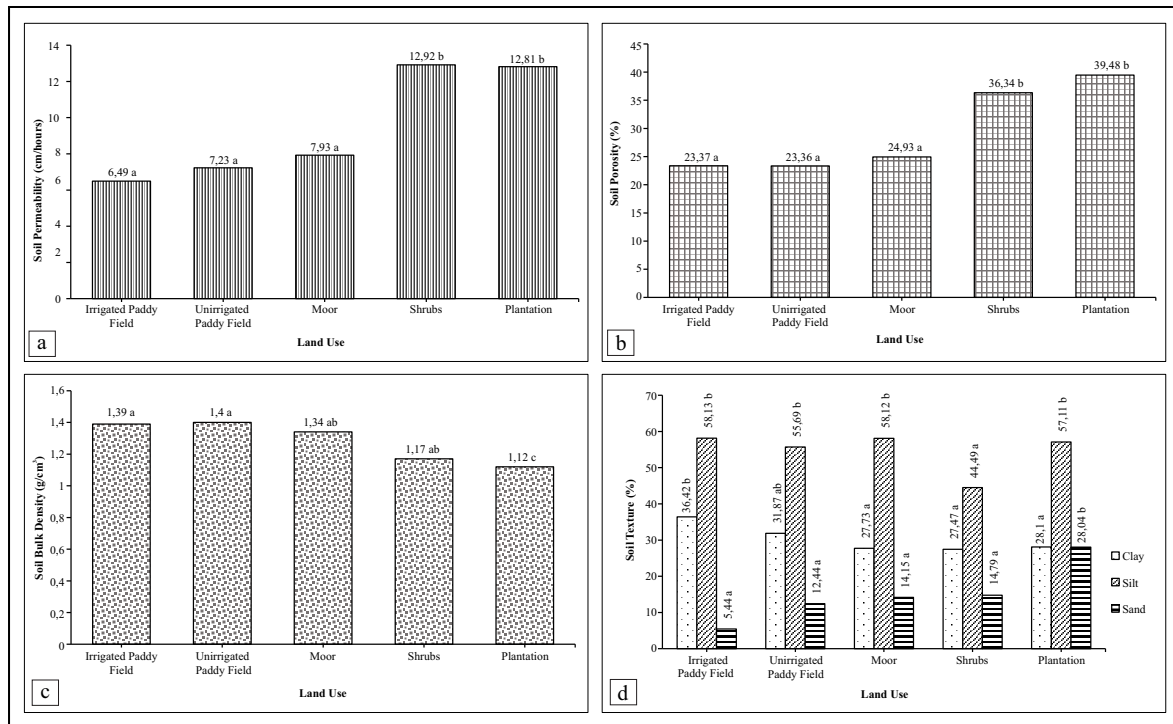 14
12
10
8
6
4
2
0
Soil Permeability (cm/hours)
6,49 a
7,23 a
7,93 a
12,92 b
12,81 b
Irrigated Paddy
Field
Unirrigated
Paddy Field
Moor
Shrubs
Plantation
Land Use
a
45
40
35
30
25
20
15
10
5
0
Soil Porosity (%)
23,37 a
23,36 a
24,93 a
36,34 b
39,48 b
Irrigated Paddy
Field
Unirrigated
Paddy Field
Moor
Shrubs
Plantation
Land Use
b
1,6
1,4
1,2
1
0,8
0,6
0,4
0,2
0
Soil Bulk Density (g/cm³)
1,39 a
1,4 a
1,34 ab
1,17 ab
1,12 c
Irrigated Paddy
Field
Unirrigated
Paddy Field
Moor
Shrubs
Plantation
Land Use
c
70
60
50
40
30
20
10
0
Soil Texture (%)
36,42 b
58,13 b
5,44 a
31,87 ab
55,69 b
12,44 a
27,73 a
58,12 b
14,15 a
27,47 a
44,49 a
14,79 a
28,1 a
57,11 b
28,04 b
Irrigated
Paddy Field
Unirrigated
Paddy Field
Moor
Shrubs
Plantation
Land Use
Clay
Silt
Sand
d